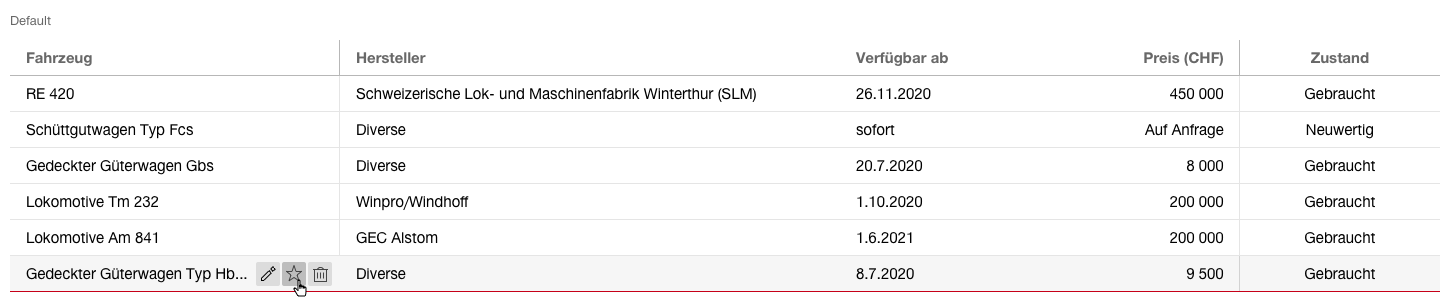 Default
Fahrzeug Hersteller Verfügbar ab Preis (CHF) Zustand
RE 420 Schweizerische Lok- und Maschinenfabrik Winterthur (SLM) 26.11.2020 450 000 Gebraucht
Schüttgutwagen Typ Fcs Diverse sofort Auf Anfrage Neuwertig
Gedeckter Güterwagen Gbs Diverse 20.7.2020 8 000 Gebraucht
Lokomotive Tm 232 Winpro/Windhoff 1.10.2020 200 000 Gebraucht
Lokomotive Am 841 GEC Alstom 1.6.2021 200 000 Gebraucht
Gedeckter Güterwagen Typ Hb... Diverse 8.7.2020 9 500 Gebraucht